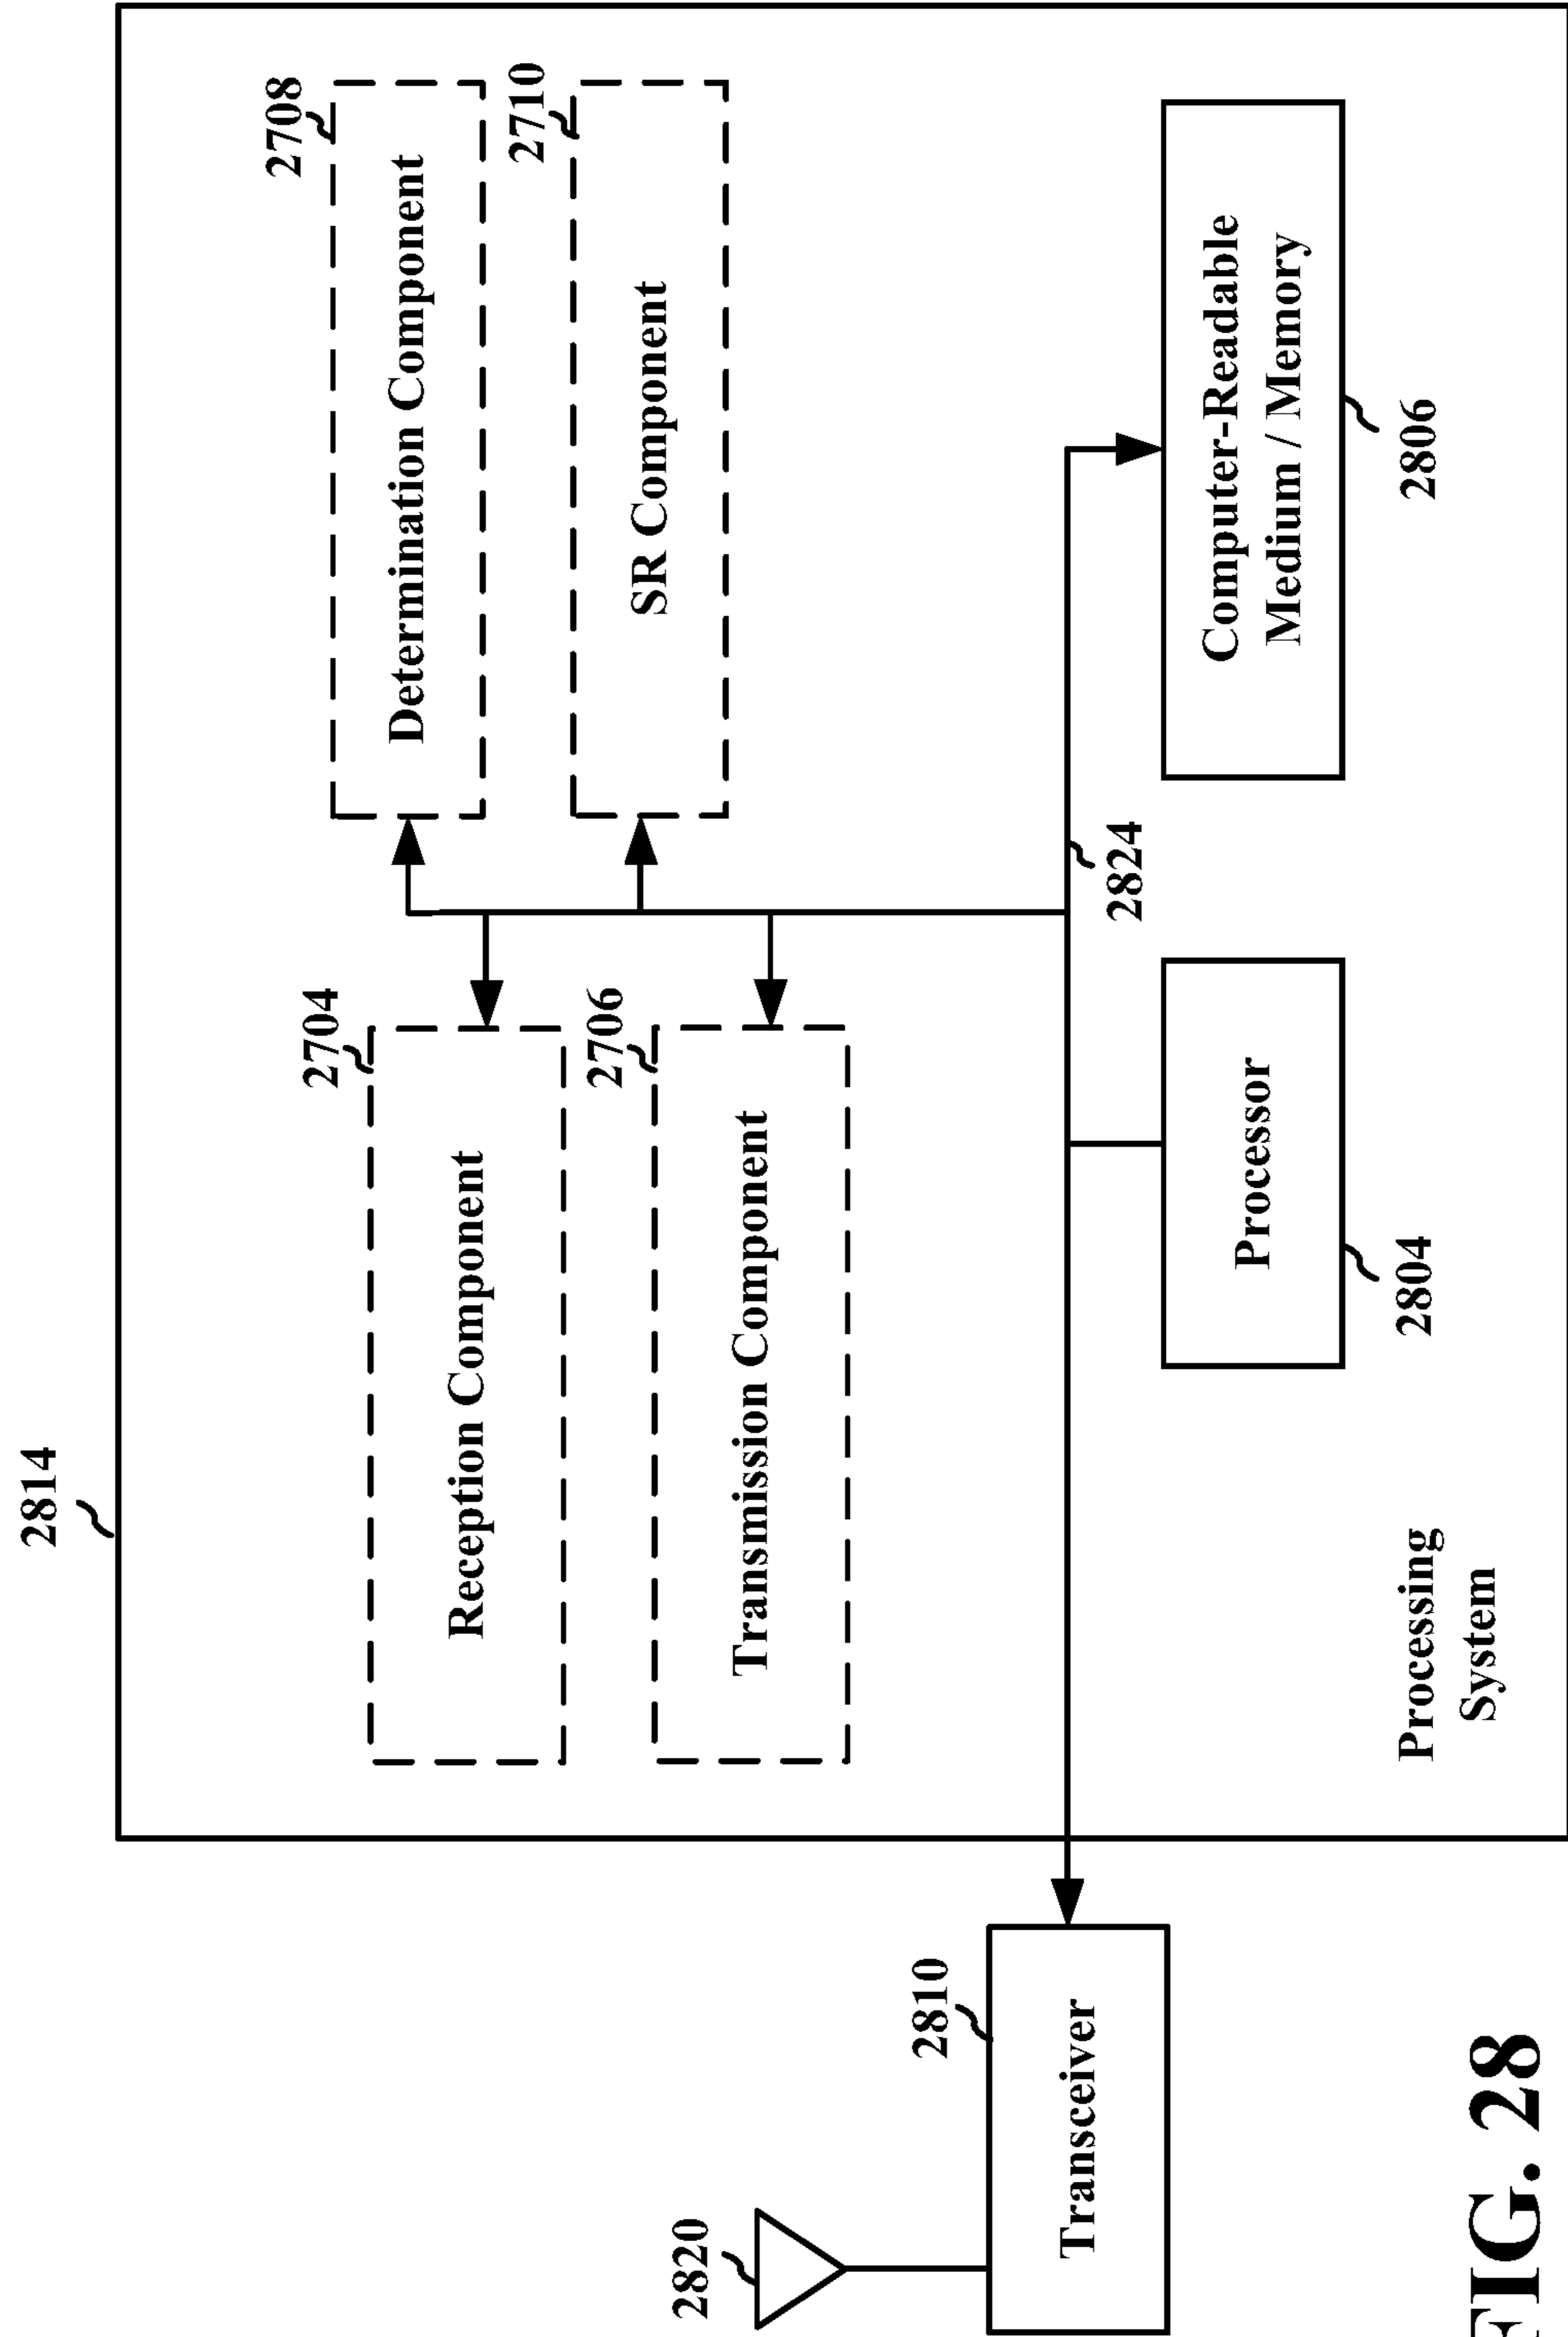 2814
2708
Determination Component
2704
Reception Component
2710
SR Component
2706
Transmission Component
2820
2810
Transceiver
2824
Processor
2804
Computer-Readable
Medium / Memory
2806
Processing
System
FIG. 28